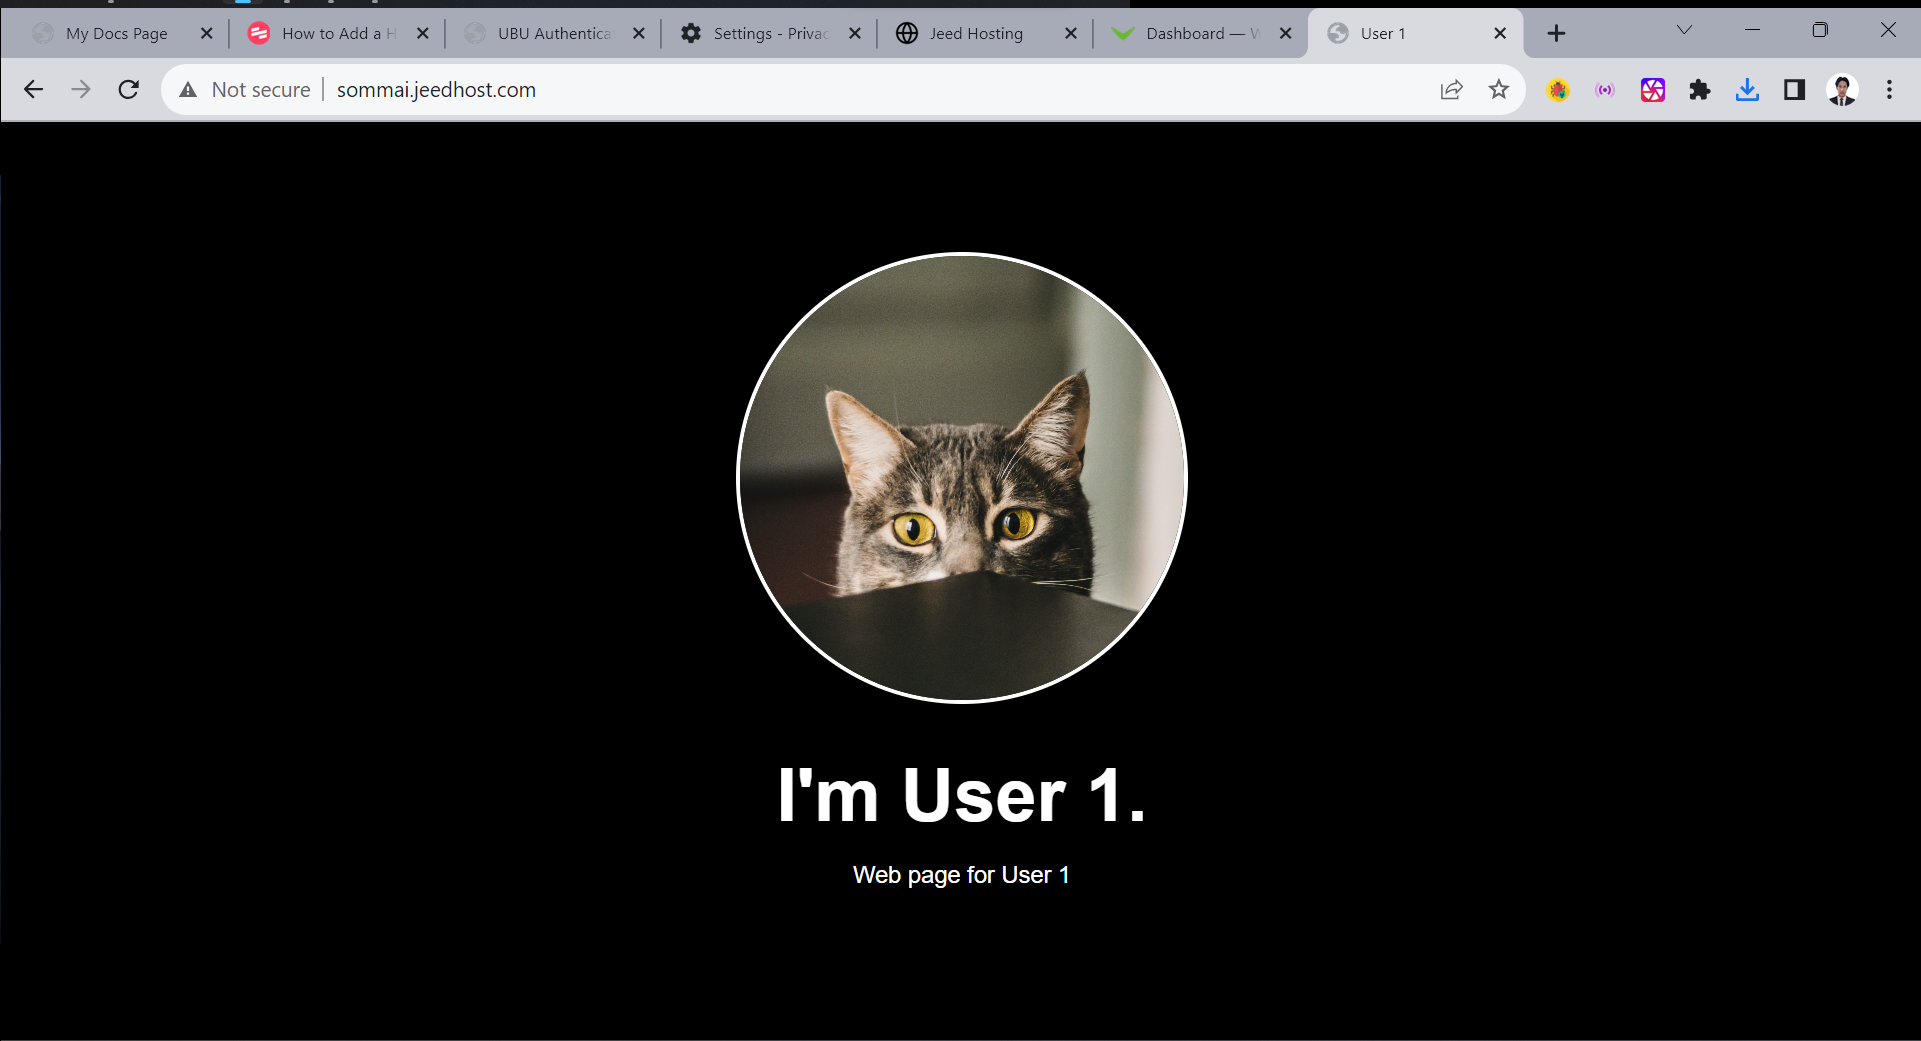 My Docs Page
How to Add a H
UBU Authentica
Settings - Privac
Jeed Hosting
Dashboard — W
User 1
Not secure
sommai.jeedhost.com
I'm User 1.
Web page for User 1